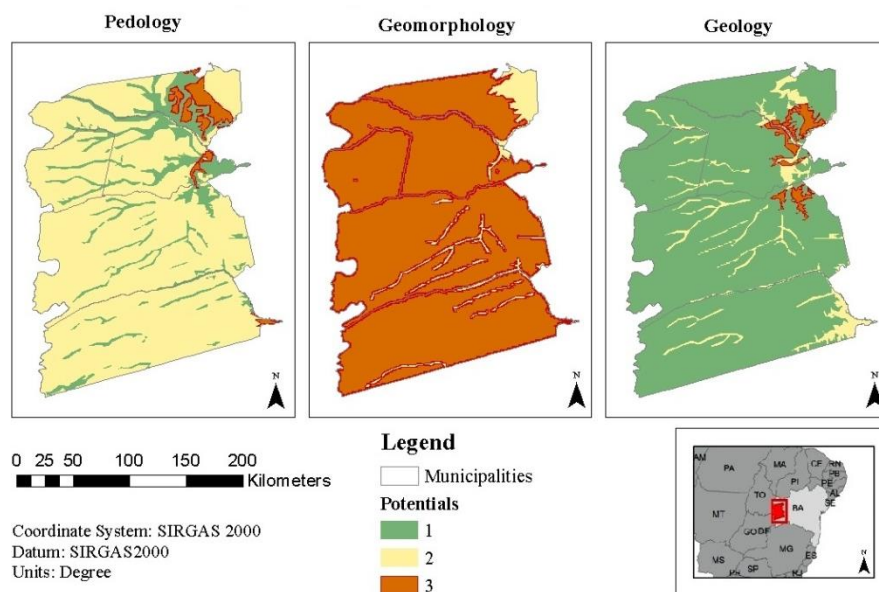 Pedology
Geomorphology
Geology
N
N
N
0 25 50 100 150 200
Kilometers
Coordinate System: SIRGAS 2000
Datum: SIRGAS2000
Units: Degree
Legend
Municipalities
Potentials
1
2
3
AM
PA
MA
CE
RN
PB
PE
AL
SE
PI
TO
BA
MT
GO
DF
MG
ES
MS
SP
RJ
PR
N